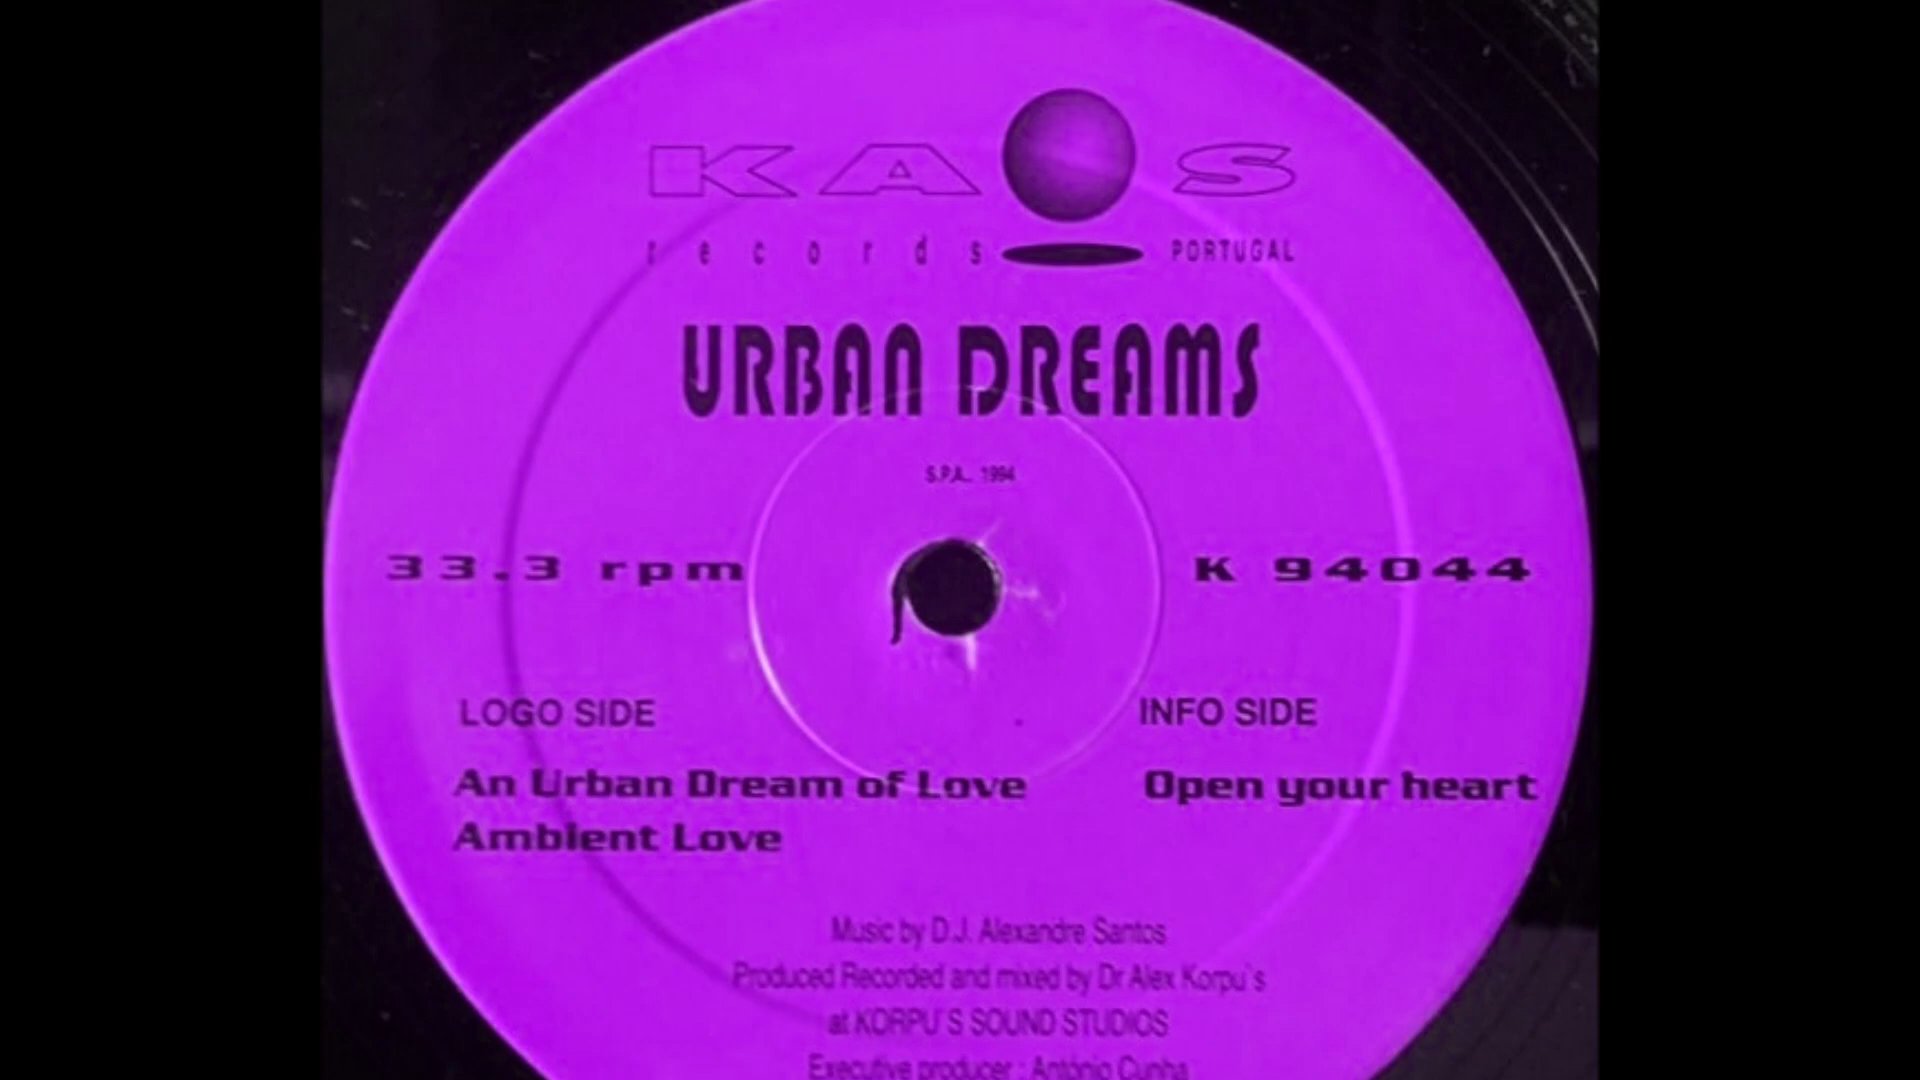 KAOS
records PORTUGAL
URBAN DREAMS
S.P.A. 1994
33.3 rpm K 94044
LOGO SIDE INFO SIDE
An Urban Dream of Love Open your heart
Ambient Love
Music by D.J. Alexandre Santos
Produced Recorded and mixed by Dr Alex Korpu`s
at KORPU´S SOUND STUDIOS
Executive producer : António Cunha